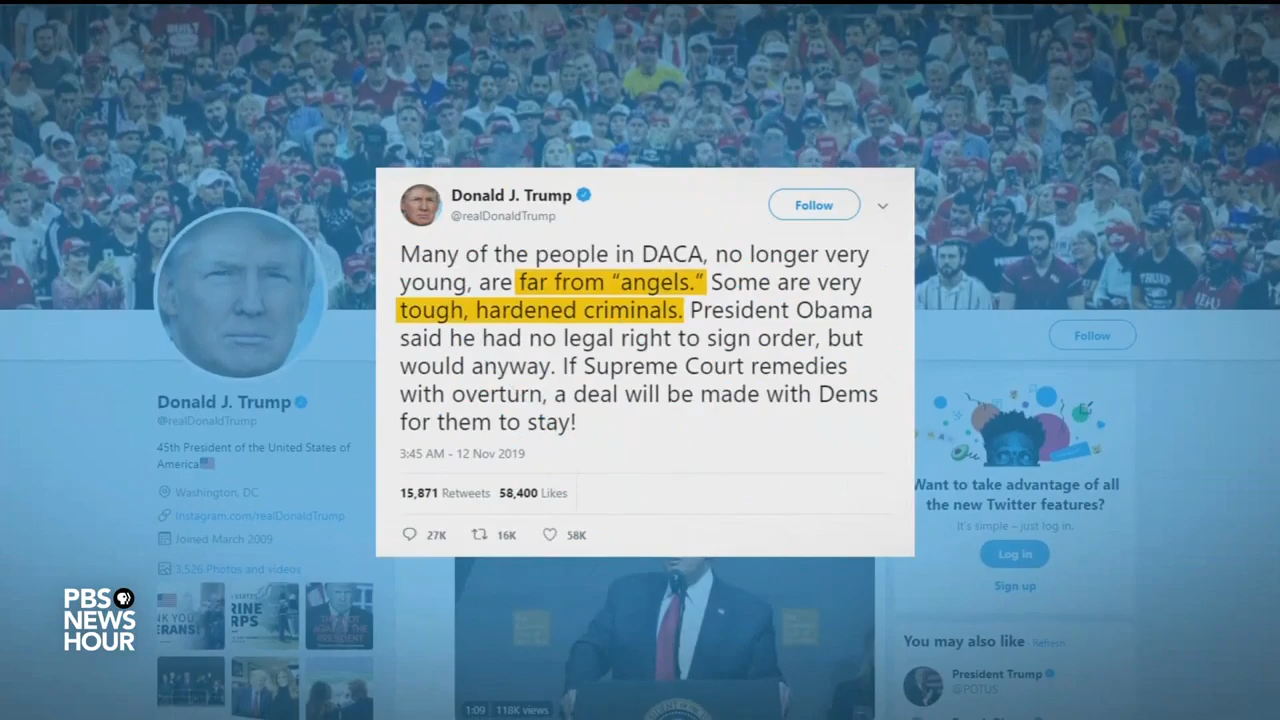 Donald J. Trump
@realDonaldTrump
Follow
Many of the people in DACA, no longer very
young, are far from “angels.” Some are very
tough, hardened criminals. President Obama
said he had no legal right to sign order, but
would anyway. If Supreme Court remedies
with overturn, a deal will be made with Dems
for them to stay!
3:45 AM - 12 Nov 2019
15,871 Retweets 58,400 Likes
27K 16K 58K
Donald J. Trump
@realDonaldTrump
45th President of the United States of
America
Washington, DC
Instagram.com/realDonaldTrump
Joined March 2009
3,526 Photos and videos
PBS
NEWS
HOUR
1:09 118K views
Follow
Want to take advantage of all
the new Twitter features?
It's simple – just log in.
Log in
Sign up
You may also like · Refresh
President Trump
@POTUS